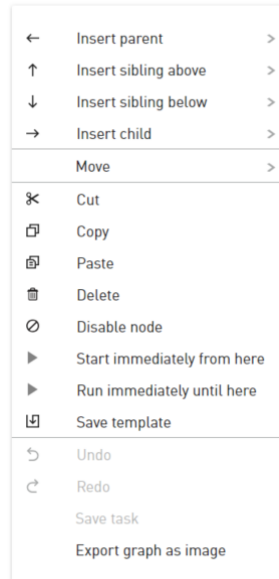 Insert parent
Insert sibling above
Insert sibling below
Insert child
Move
Cut
Copy
Paste
Delete
Disable node
Start immediately from here
Run immediately until here
Save template
Undo
Redo
Save task
Export graph as image